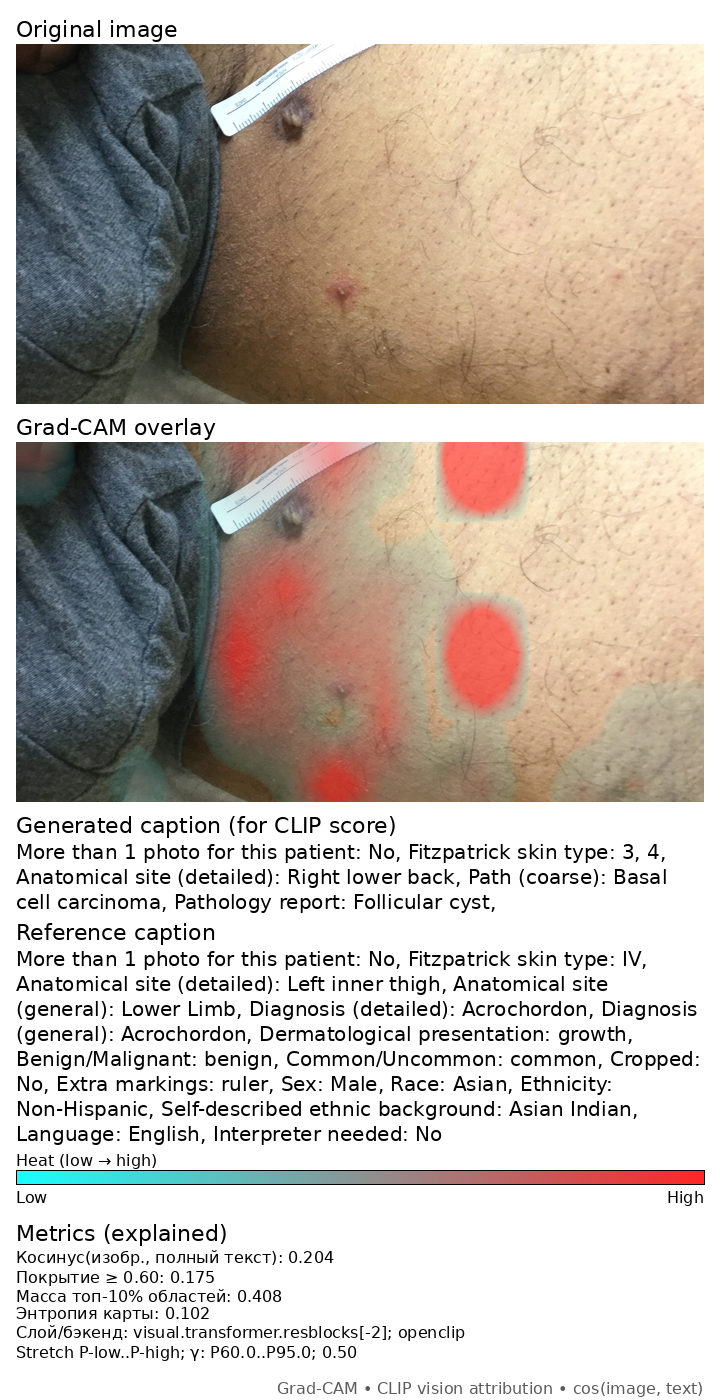 Original image
Grad-CAM overlay
Generated caption (for CLIP score)
More than 1 photo for this patient: No, Fitzpatrick skin type: 3, 4,
Anatomical site (detailed): Right lower back, Path (coarse): Basal
cell carcinoma, Pathology report: Follicular cyst,
Reference caption
More than 1 photo for this patient: No, Fitzpatrick skin type: IV,
Anatomical site (detailed): Left inner thigh, Anatomical site
(general): Lower Limb, Diagnosis (detailed): Acrochordon, Diagnosis
(general): Acrochordon, Dermatological presentation: growth,
Benign/Malignant: benign, Common/Uncommon: common, Cropped:
No, Extra markings: ruler, Sex: Male, Race: Asian, Ethnicity:
Non-Hispanic, Self-described ethnic background: Asian Indian,
Language: English, Interpreter needed: No
Heat (low → high)
Low High
Metrics (explained)
Косинус(изобр., полный текст): 0.204
Покрытие ≥ 0.60: 0.175
Масса топ-10% областей: 0.408
Энтропия карты: 0.102
Слой/бэкенд: visual.transformer.resblocks[-2]; openclip
Stretch P-low..P-high; γ: P60.0..P95.0; 0.50
Grad-CAM • CLIP vision attribution • cos(image, text)